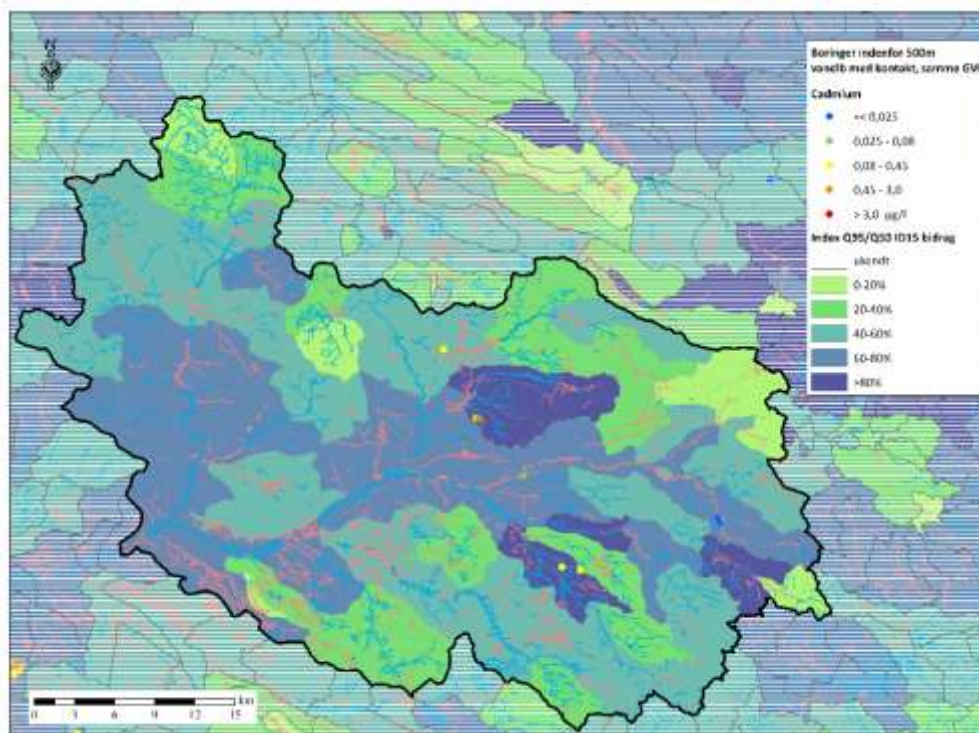 N
Boringer indenfor 500m
vandlb med kontakt, samme GVF
Cadmium
=< 0,025
0,025 - 0,08
0,08 - 0,45
0,45 - 3,0
> 3,0 µg/l
Index Q95/Q50 ID15 bidrag
ukendt
0-20%
20-40%
40-60%
60-80%
>80%
km
0 3 6 9 12 15